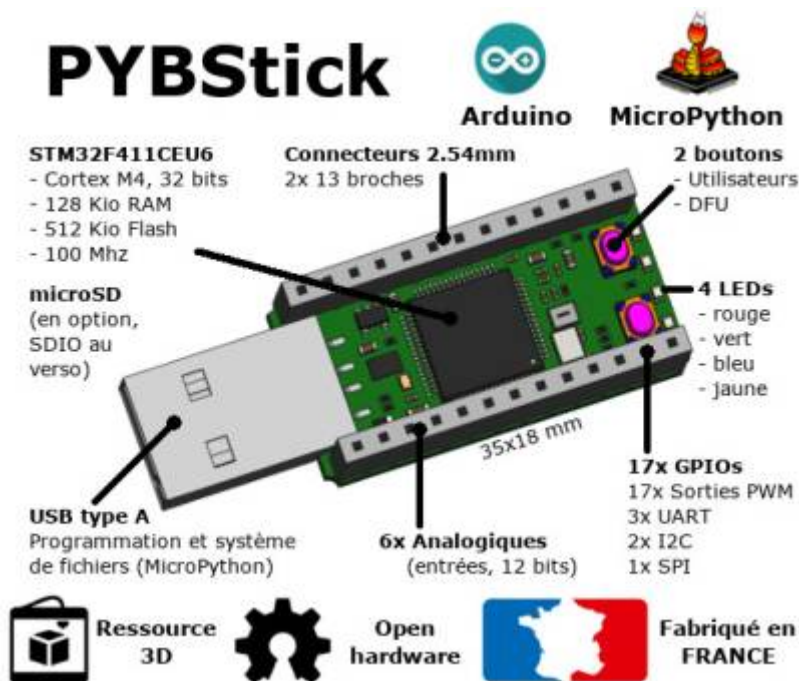 PYBStick
Arduino
MicroPython
STM32F411CEU6
- Cortex M4, 32 bits
- 128 Kio RAM
- 512 Kio Flash
- 100 Mhz
Connecteurs 2.54mm
2x 13 broches
2 boutons
- Utilisateurs
- DFU
microSD
(en option,
SDIO au
verso)
4 LEDs
- rouge
- vert
- bleu
- jaune
35x18 mm
USB type A
Programmation et système
de fichiers (MicroPython)
6x Analogiques
(entrées, 12 bits)
17x GPIOs
17x Sorties PWM
3x UART
2x I2C
1x SPI
Ressource
3D
Open
hardware
Fabriqué en
FRANCE